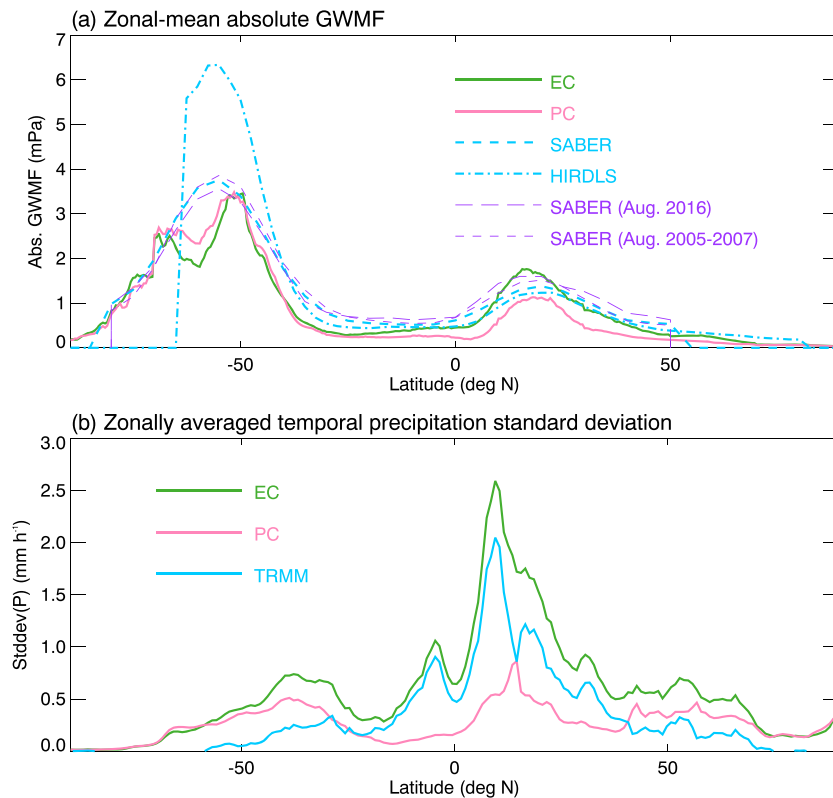 (a) Zonal-mean absolute GWMF
7
6
5
4
3
2
1
0
Abs. GWMF (mPa)
EC
PC
SABER
HIRDLS
SABER (Aug. 2016)
SABER (Aug. 2005-2007)
-50 0 50
Latitude (deg N)
(b) Zonally averaged temporal precipitation standard deviation
3.0
2.5
2.0
1.5
1.0
0.5
0.0
Stddev(P) (mm h-1)
EC
PC
TRMM
-50 0 50
Latitude (deg N)